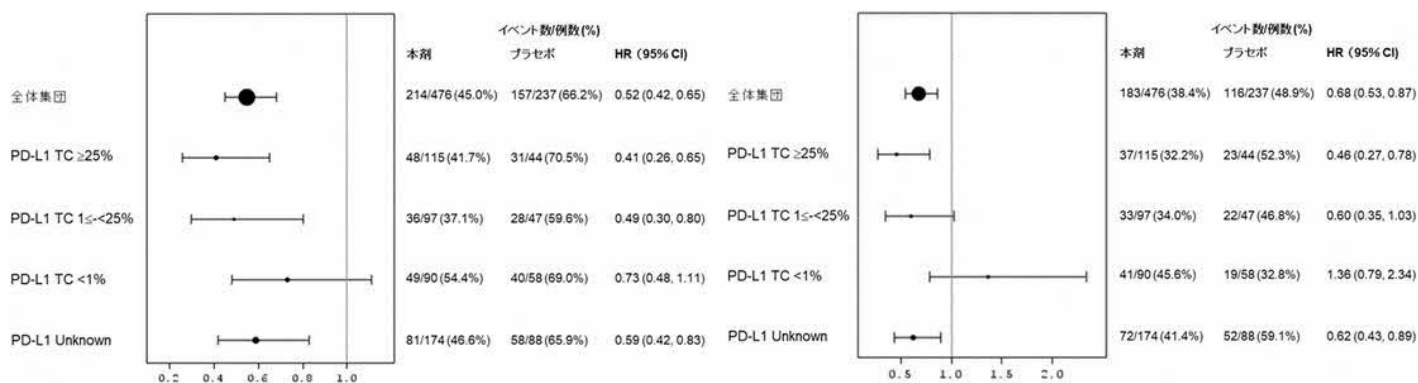 イベント数/例数(%)
本剤 プラセボ HR (95% CI)
全体集団 214/476 (45.0%) 157/237 (66.2%) 0.52 (0.42, 0.65)
PD-L1 TC ≥25% 48/115 (41.7%) 31/44 (70.5%) 0.41 (0.26, 0.65)
PD-L1 TC 1≤-<25% 36/97 (37.1%) 28/47 (59.6%) 0.49 (0.30, 0.80)
PD-L1 TC <1% 49/90 (54.4%) 40/58 (69.0%) 0.73 (0.48, 1.11)
PD-L1 Unknown 81/174 (46.6%) 58/88 (65.9%) 0.59 (0.42, 0.83)
0.2 0.4 0.6 0.8 1.0
イベント数/例数(%)
本剤 プラセボ HR (95% CI)
全体集団 183/476 (38.4%) 116/237 (48.9%) 0.68 (0.53, 0.87)
PD-L1 TC ≥25% 37/115 (32.2%) 23/44 (52.3%) 0.46 (0.27, 0.78)
PD-L1 TC 1≤-<25% 33/97 (34.0%) 22/47 (46.8%) 0.60 (0.35, 1.03)
PD-L1 TC <1% 41/90 (45.6%) 19/58 (32.8%) 1.36 (0.79, 2.34)
PD-L1 Unknown 72/174 (41.4%) 52/88 (59.1%) 0.62 (0.43, 0.89)
0.5 1.0 1.5 2.0